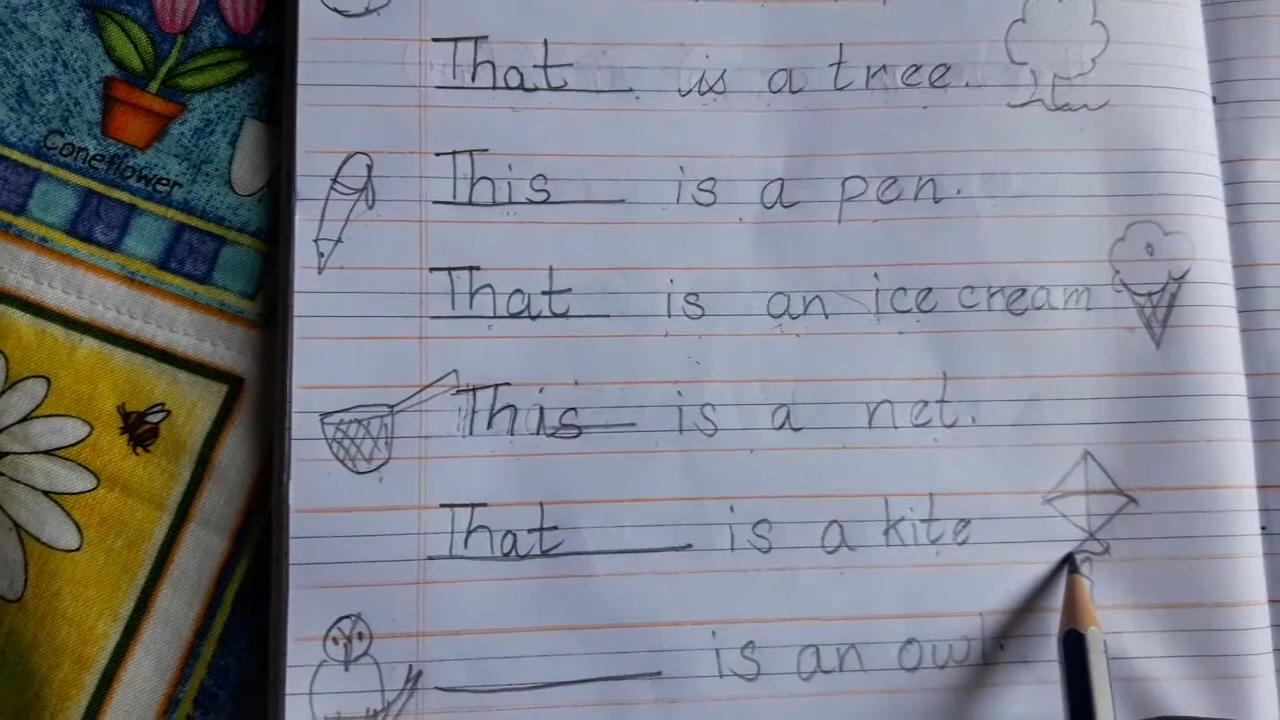 Coneflower
That is a tree.
This is a pen.
That is an ice cream
This is a net.
That is a kite
is an owl